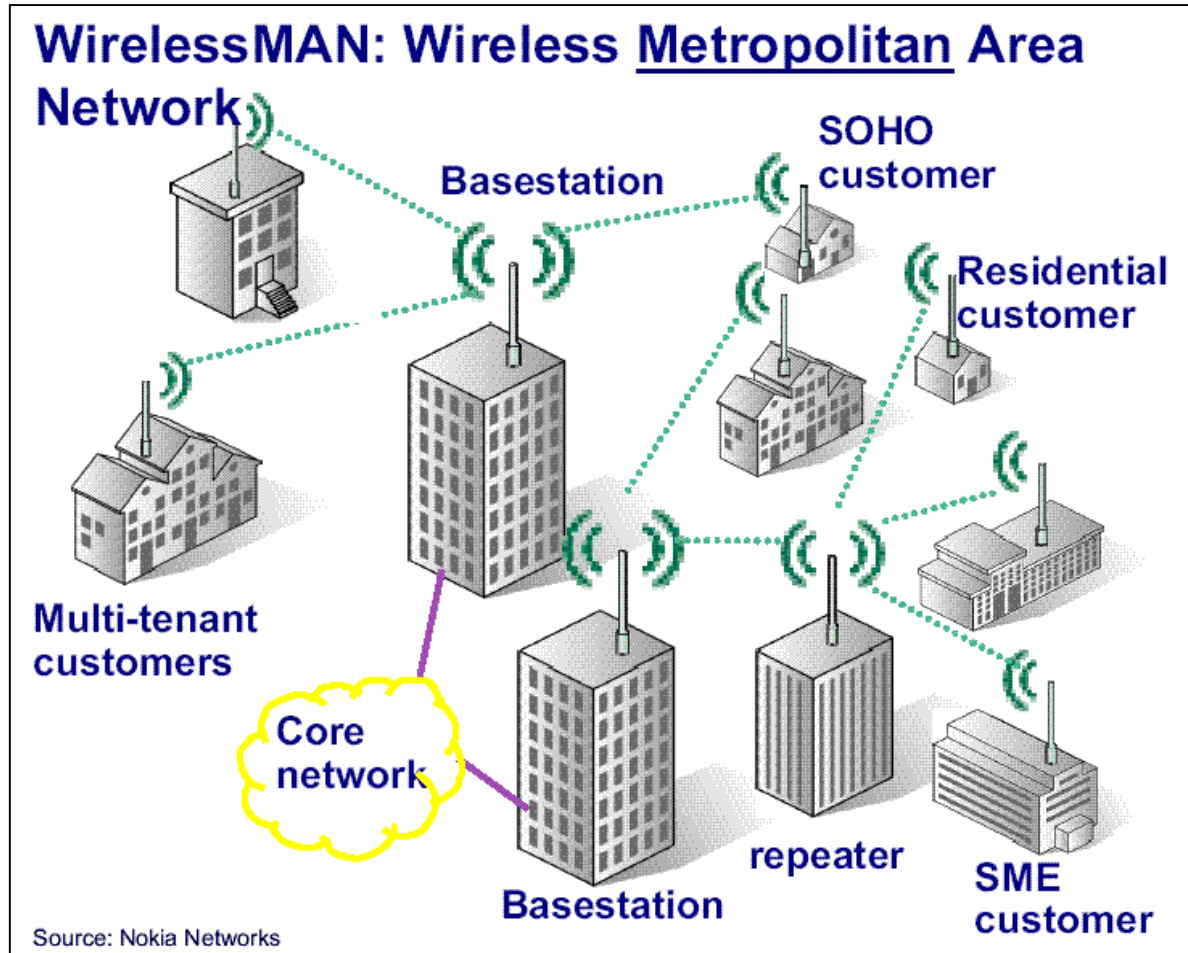 WirelessMAN: Wireless Metropolitan Area
Network
SOHO
customer
Basestation
Residential
customer
Multi-tenant
customers
Core
network
repeater
Basestation
SME
customer
Source: Nokia Networks